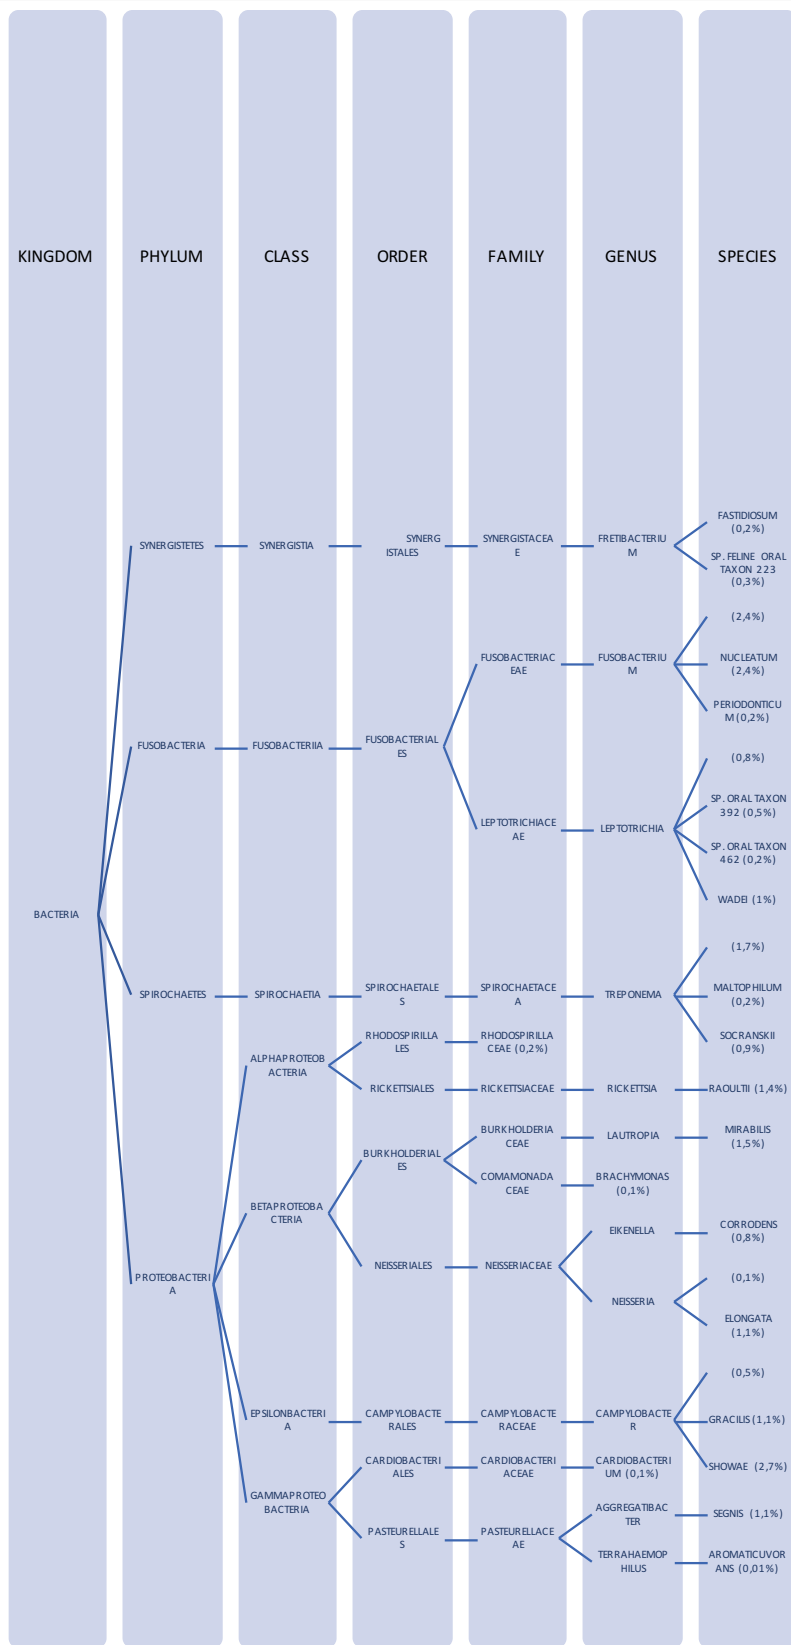 KINGDOM
PHYLUM
CLASS
ORDER
FAMILY
GENUS
SPECIES
BACTERIA
SYNERGISTETES
SYNERGISTIA
SYNERG
ISTALES
SYNERGISTACEA
E
FRETIBACTERIU
M
FASTIDIOSUM
(0,2%)
SP. FELINE ORAL
TAXON 223
(0,3%)
FUSOBACTERIA
FUSOBACTERIIA
FUSOBACTERIAL
ES
FUSOBACTERIAC
EAE
FUSOBACTERIU
M
(2,4%)
NUCLEATUM
(2,4%)
PERIODONTICU
M (0,2%)
LEPTOTRICHIACE
AE
LEPTOTRICHIA
(0,8%)
SP. ORAL TAXON
392 (0,5%)
SP. ORAL TAXON
462 (0,2%)
WADEI (1%)
SPIROCHAETES
SPIROCHAETIA
SPIROCHAETALE
S
SPIROCHAETACE
A
TREPONEMA
(1,7%)
MALTOPHILUM
(0,2%)
SOCRANSKII
(0,9%)
PROTEOBACTERI
A
ALPHAPROTEOB
ACTERIA
RHODOSPIRILLA
LES
RHODOSPIRILLA
CEAE (0,2%)
RICKETTSIALES
RICKETTSIACEAE
RICKETTSIA
RAOULTII (1,4%)
BETAPROTEOBA
CTERIA
BURKHOLDERIAL
ES
BURKHOLDERIA
CEAE
LAUTROPIA
MIRABILIS
(1,5%)
COMAMONADA
CEAE
BRACHYMONAS
(0,1%)
NEISSERIALES
NEISSERIACEAE
EIKENELLA
CORRODENS
(0,8%)
NEISSERIA
(0,1%)
ELONGATA
(1,1%)
EPSILONBACTERI
A
CAMPYLOBACTE
RALES
CAMPYLOBACTE
RACEAE
CAMPYLOBACTE
R
(0,5%)
GRACILIS (1,1%)
SHOWAE (2,7%)
GAMMAPROTEO
BACTERIA
CARDIOBACTERI
ALES
CARDIOBACTERI
ACEAE
CARDIOBACTERI
UM (0,1%)
PASTEURELLALE
S
PASTEURELLACE
AE
AGGREGATIBAC
TER
SEGNIS (1,1%)
TERRAHAEMOP
HILUS
AROMATICUVOR
ANS (0,01%)